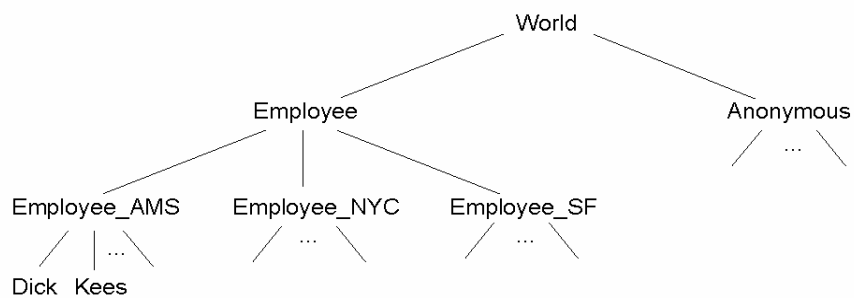 World
Employee
Anonymous
...
Employee_AMS
Employee_NYC
Employee_SF
...
...
...
Dick
Kees